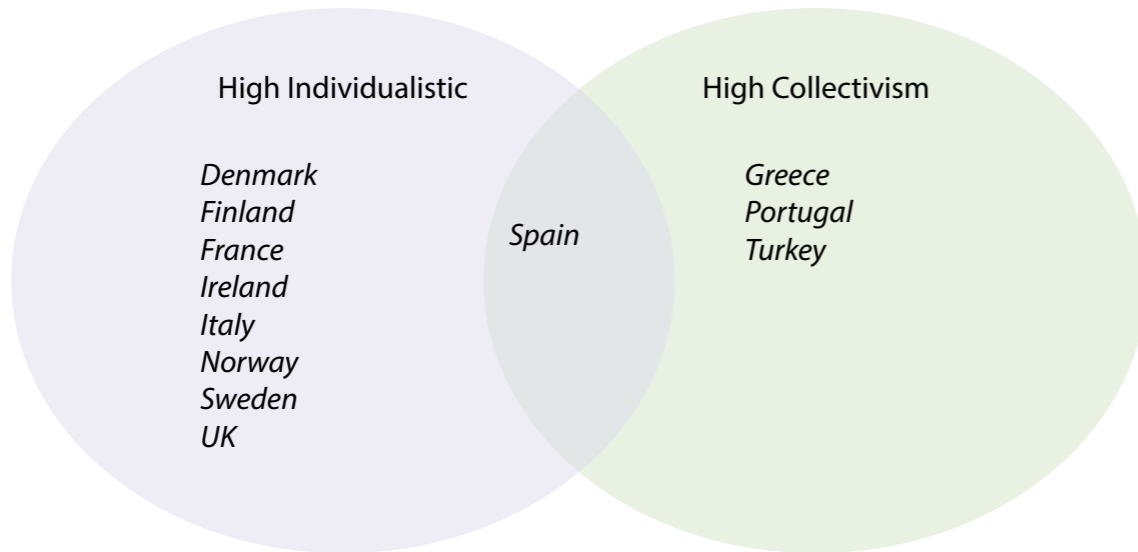 High Individualistic
High Collectivism
Denmark
Finland
France
Ireland
Italy
Norway
Sweden
UK
Spain
Greece
Portugal
Turkey